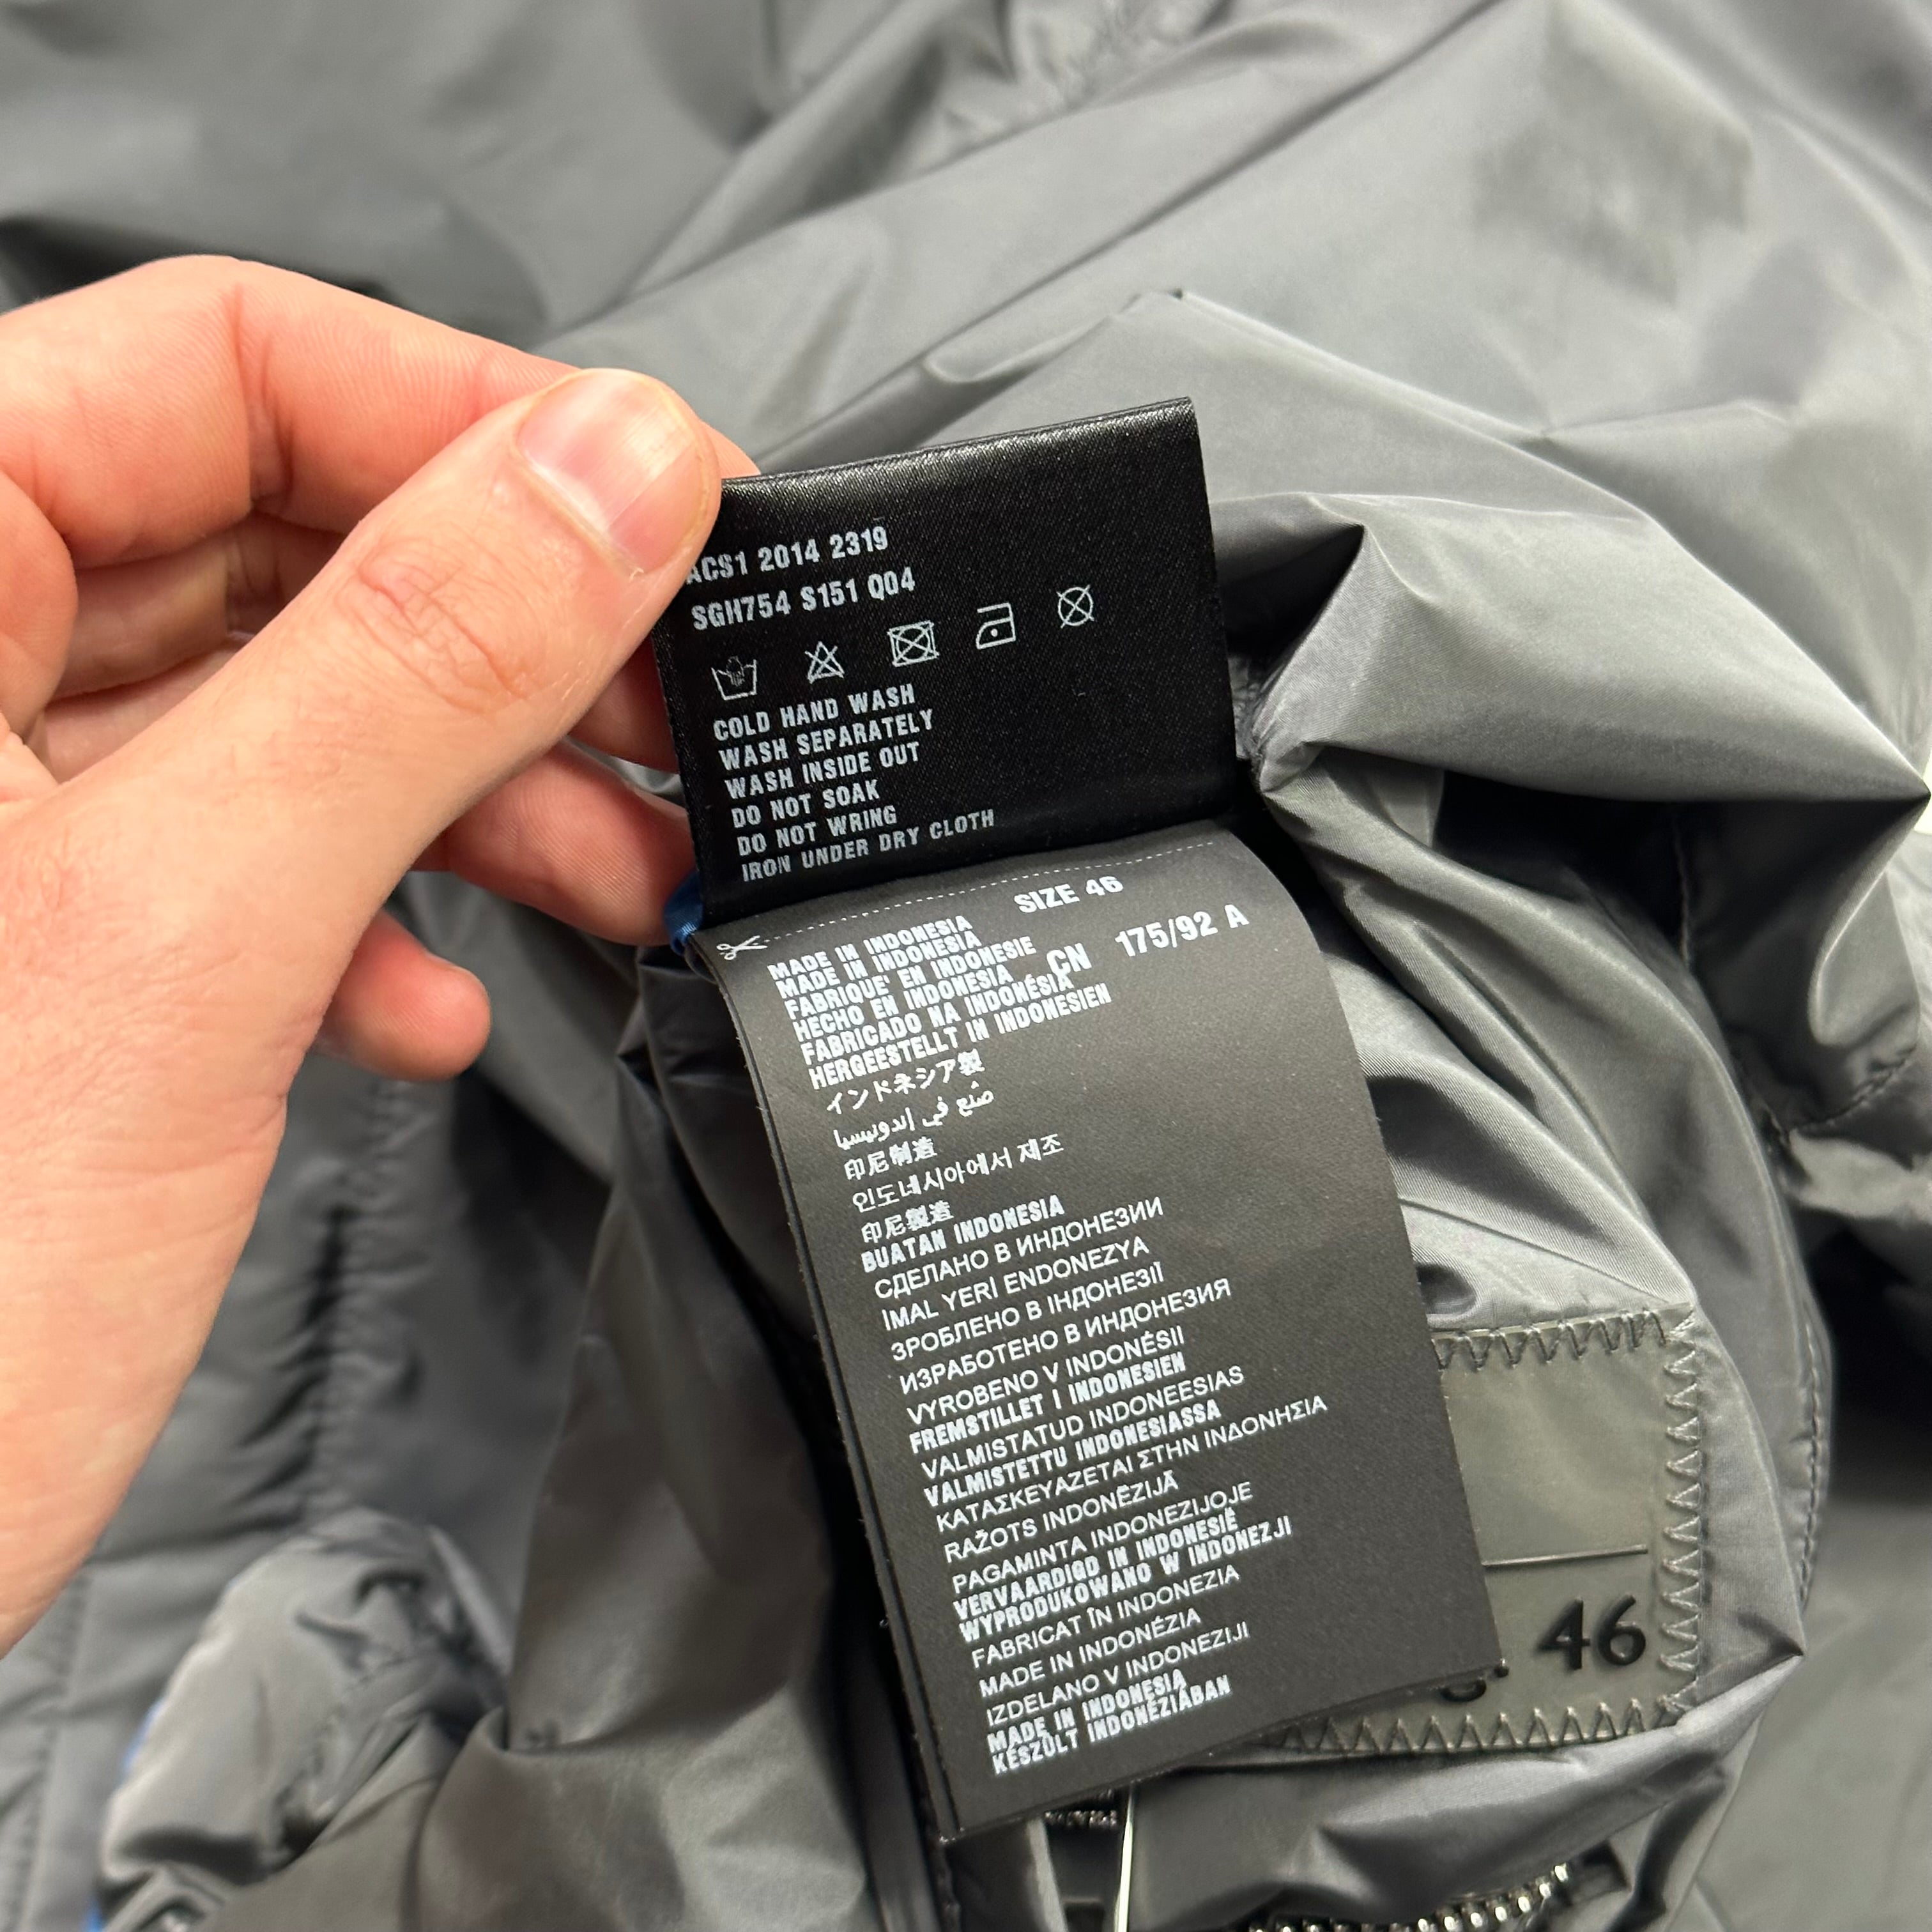 ACS1 2014 2319
SGH754 S151 Q04
COLD HAND WASH
WASH SEPARATELY
WASH INSIDE OUT
DO NOT SOAK
DO NOT WRING
IRON UNDER DRY CLOTH
SIZE 46
CN 175/92 A
MADE IN INDONESIA
MADE IN INDONESIA
FABRIQUE' EN INDONESIE
HECHO EN INDONESIA
FABRICADO NA INDONÉSIA
HERGEESTELLT IN INDONESIEN
インドネシア製
صُنع في إندونيسيا
印尼制造
인도네시아에서 제조
印尼製造
BUATAN INDONESIA
СДЕЛАНО В ИНДОНЕЗИИ
İMAL YERİ ENDONEZYA
ЗРОБЛЕНО В ІНДОНЕЗІЇ
ИЗРАБОТЕНО В ИНДОНЕЗИЯ
VYROBENO V INDONÉSII
FREMSTILLET I INDONESIEN
VALMISTATUD INDONEESIAS
VALMISTETTU INDONESIASSA
ΚΑΤΑΣΚΕΥΑΖΕΤΑΙ ΣΤΗΝ ΙΝΔΟΝΗΣΙΑ
RAŽOTS INDONĒZIJĀ
PAGAMINTA INDONEZIJOJE
VERVAARDIGD IN INDONESIË
WYPRODUKOWANO W INDONEZJI
FABRICAT ÎN INDONEZIA
MADE IN INDONÉZIA
IZDELANO V INDONEZIJI
MADE IN INDONESIA
KÉSZÜLT INDONÉZIÁBAN
46